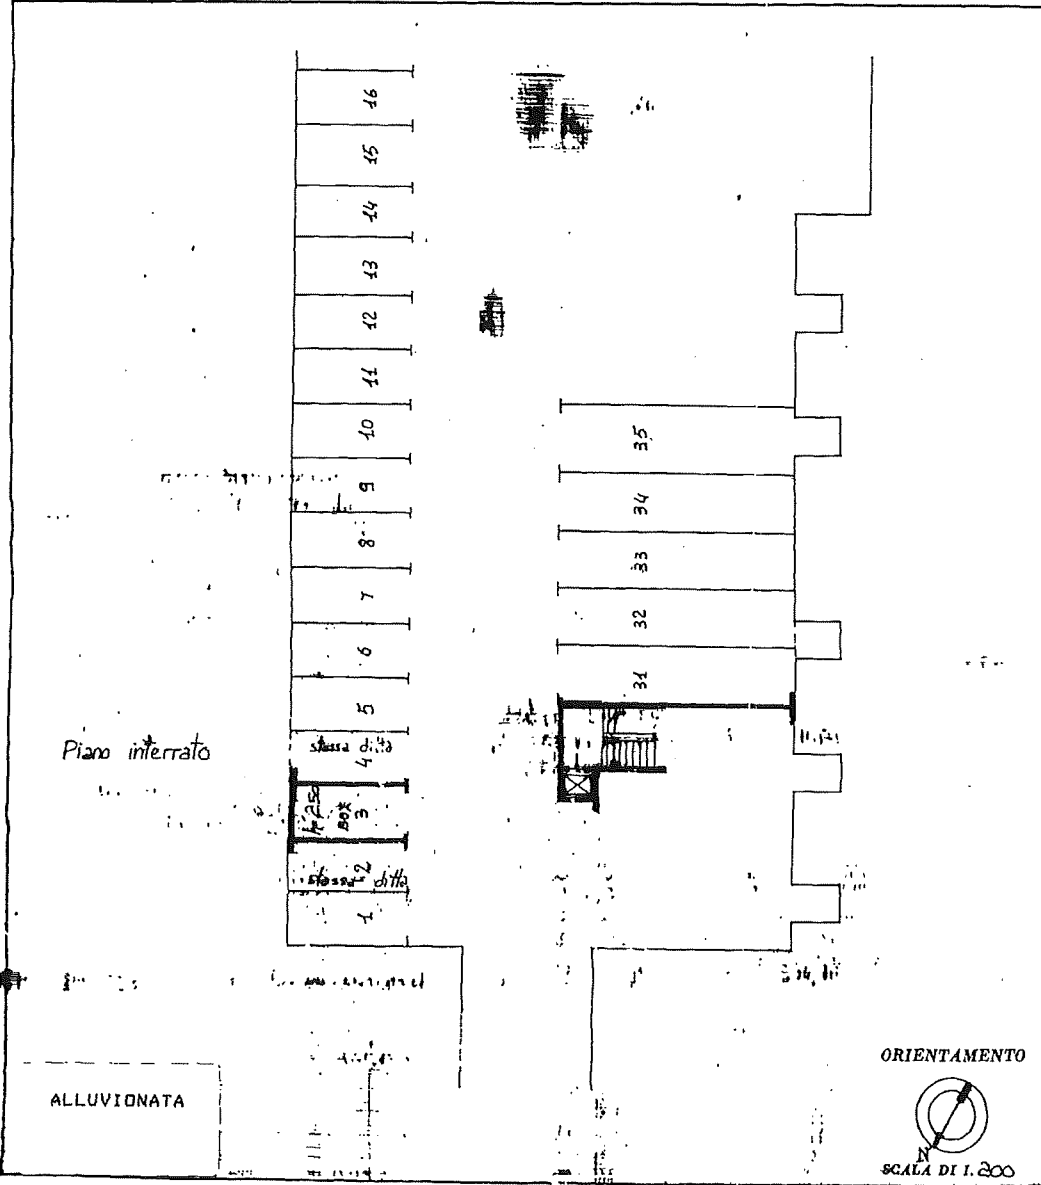 16
15
14
13
12
11
10
9
8
7
6
5
stessa ditta
4
h=250
BOX
3
2
stessa ditta
1
35
34
33
32
31
Piano interrato
ALLUVIONATA
ORIENTAMENTO
N
SCALA DI 1.200